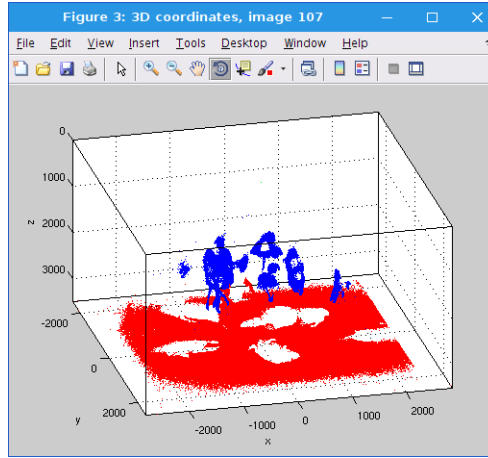 Figure 3: 3D coordinates, image 107
File Edit View Insert Tools Desktop Window Help
0
1000
2000
3000
z
-2000
0
2000
y
-2000
-1000
0
1000
2000
x